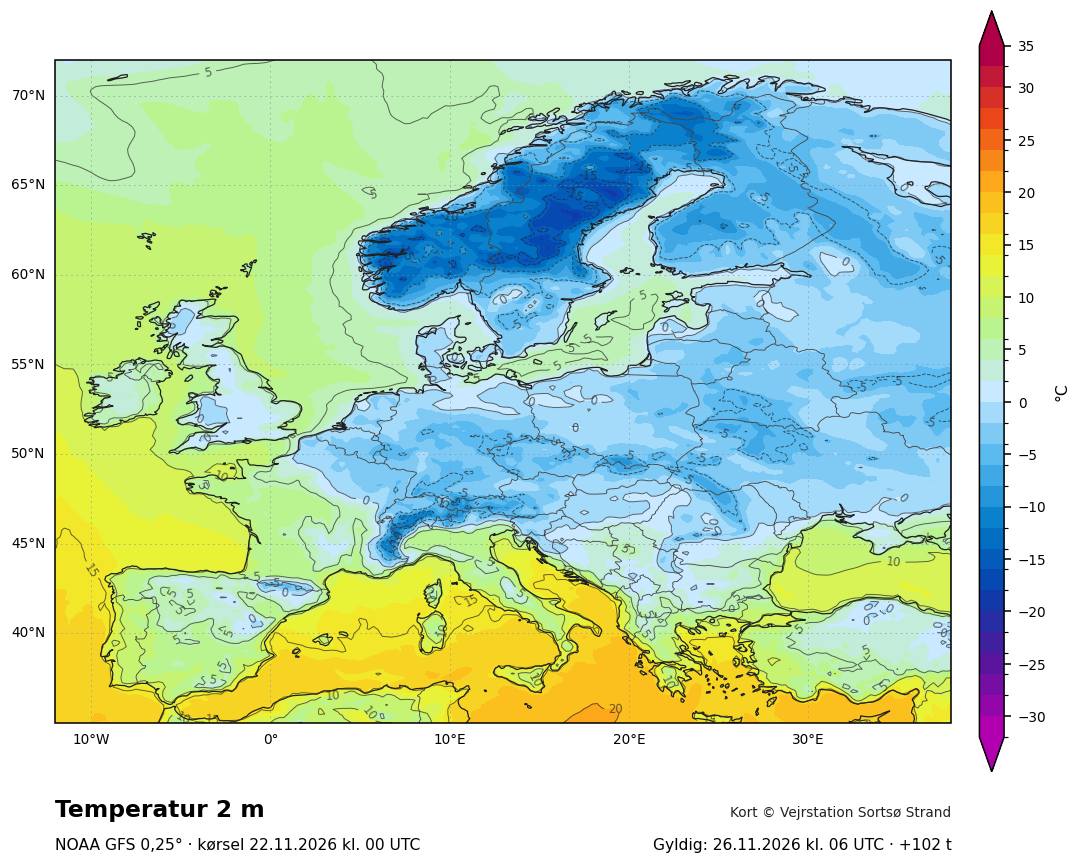 35
30
25
20
15
10
5
0
−5
−10
−15
−20
−25
−30
°C
70°N
65°N
60°N
55°N
50°N
45°N
40°N
10°W
0°
10°E
20°E
30°E
Temperatur 2 m
Kort © Vejrstation Sortsø Strand
NOAA GFS 0,25° · kørsel 22.11.2026 kl. 00 UTC
Gyldig: 26.11.2026 kl. 06 UTC · +102 t